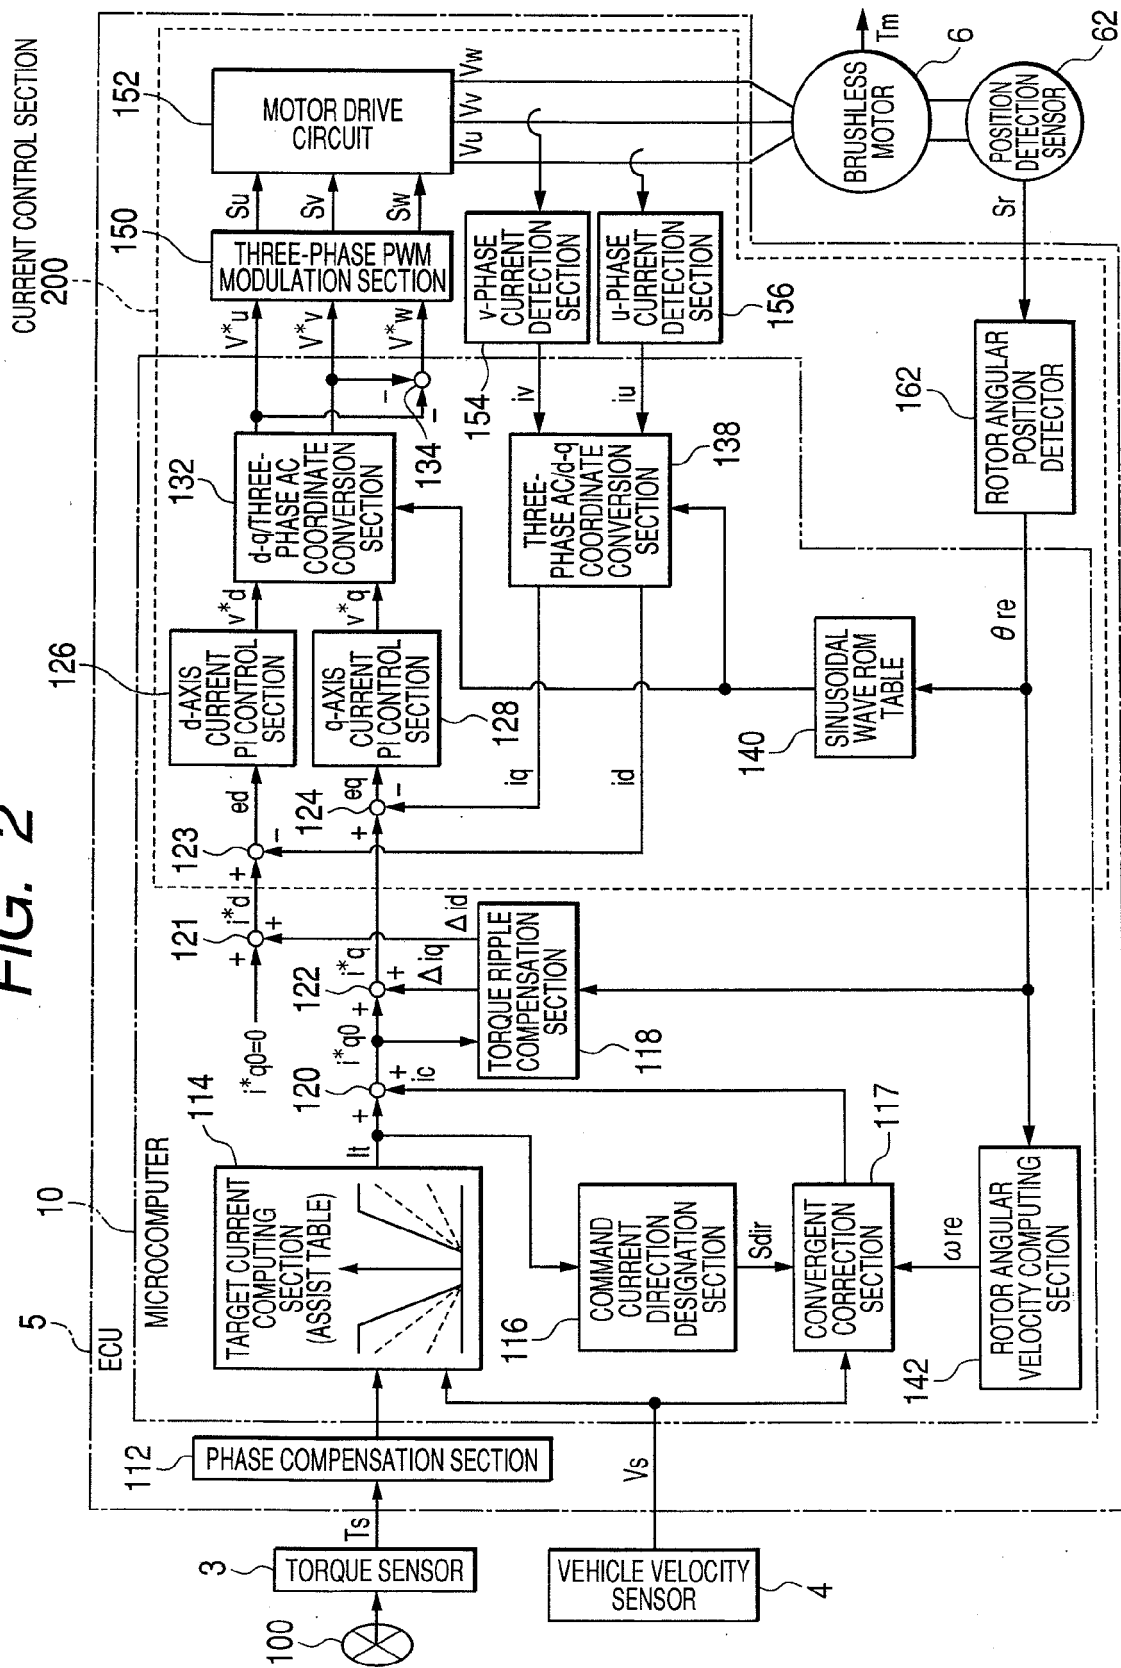 FIG. 2
CURRENT CONTROL SECTION
200
5
ECU
10
MICROCOMPUTER
100
3
TORQUE SENSOR
Ts
112
PHASE COMPENSATION SECTION
VEHICLE VELOCITY
SENSOR
4
Vs
114
TARGET CURRENT
COMPUTING
SECTION
(ASSIST TABLE)
It
116
COMMAND
CURRENT
DIRECTION
DESIGNATION
SECTION
Sdir
117
CONVERGENT
CORRECTION
SECTION
ωre
142
ROTOR ANGULAR
VELOCITY COMPUTING
SECTION
120
+
+
ic
i*q0
i*q0=0
118
TORQUE RIPPLE
COMPENSATION
SECTION
Δiq
Δid
121
+
+
i*d
122
+
+
i*q
123
+
-
ed
124
+
-
eq
126
d-AXIS
CURRENT
PI CONTROL
SECTION
v*d
128
q-AXIS
CURRENT
PI CONTROL
SECTION
v*q
iq
id
132
d-q/THREE-
PHASE AC
COORDINATE
CONVERSION
SECTION
134
-
-
V*u
V*v
V*w
138
THREE-
PHASE AC/d-q
COORDINATE
CONVERSION
SECTION
iv
iu
140
SINUSOIDAL
WAVE ROM
TABLE
θre
150
THREE-PHASE PWM
MODULATION SECTION
Su
Sv
Sw
152
MOTOR DRIVE
CIRCUIT
Vu
Vv
Vw
154
v-PHASE
CURRENT
DETECTION
SECTION
156
u-PHASE
CURRENT
DETECTION
SECTION
162
ROTOR ANGULAR
POSITION
DETECTOR
Sr
BRUSHLESS
MOTOR
6
Tm
POSITION
DETECTION
SENSOR
62